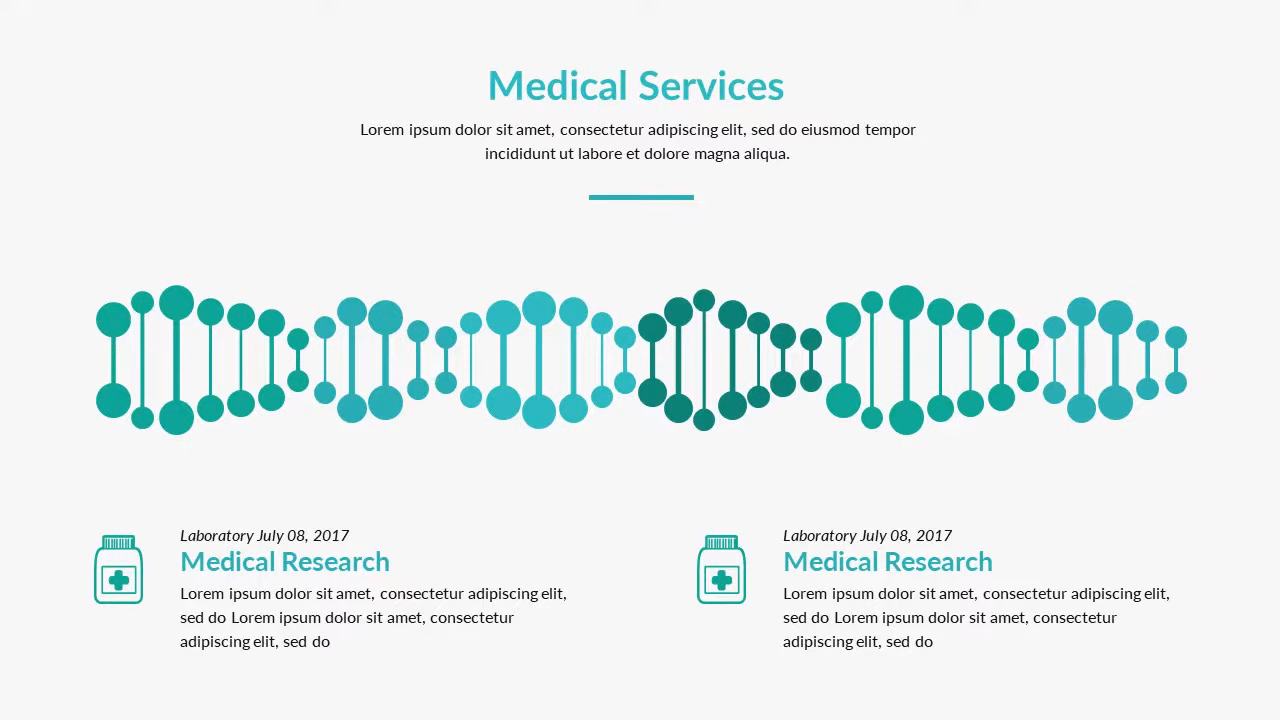 Medical Services
Lorem ipsum dolor sit amet, consectetur adipiscing elit, sed do eiusmod tempor
incididunt ut labore et dolore magna aliqua.
Laboratory July 08, 2017
Medical Research
Lorem ipsum dolor sit amet, consectetur adipiscing elit,
sed do Lorem ipsum dolor sit amet, consectetur
adipiscing elit, sed do
Laboratory July 08, 2017
Medical Research
Lorem ipsum dolor sit amet, consectetur adipiscing elit,
sed do Lorem ipsum dolor sit amet, consectetur
adipiscing elit, sed do